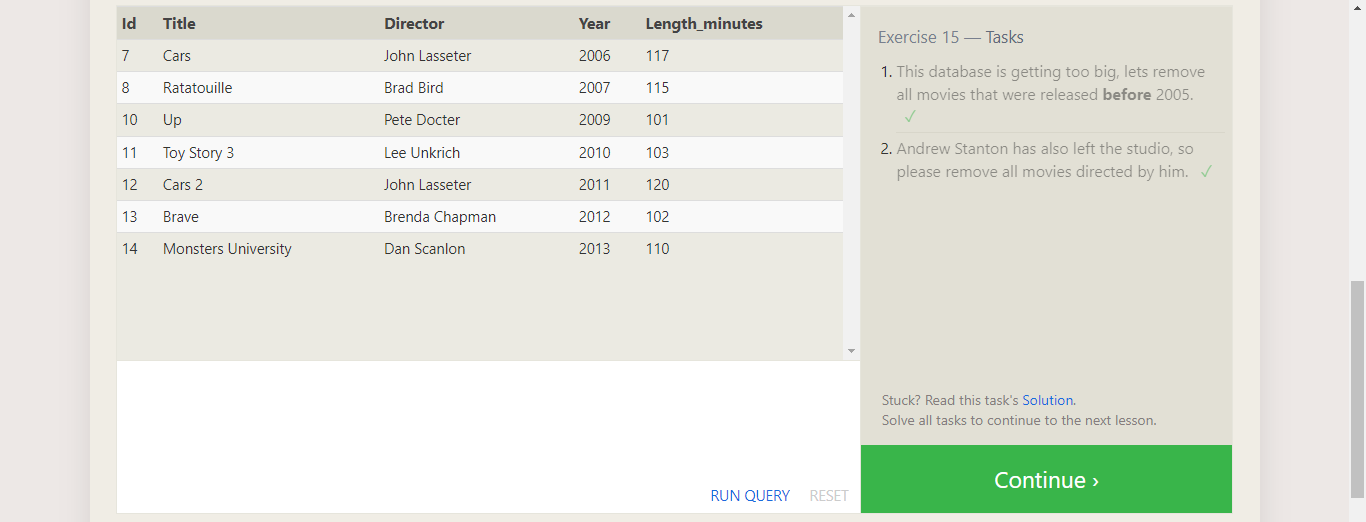 Id Title Director Year Length_minutes
7 Cars John Lasseter 2006 117
8 Ratatouille Brad Bird 2007 115
10 Up Pete Docter 2009 101
11 Toy Story 3 Lee Unkrich 2010 103
12 Cars 2 John Lasseter 2011 120
13 Brave Brenda Chapman 2012 102
14 Monsters University Dan Scanlon 2013 110
RUN QUERY RESET
Exercise 15 — Tasks
1. This database is getting too big, lets remove
all movies that were released before 2005.
✓
2. Andrew Stanton has also left the studio, so
please remove all movies directed by him. ✓
Stuck? Read this task's Solution.
Solve all tasks to continue to the next lesson.
Continue ›